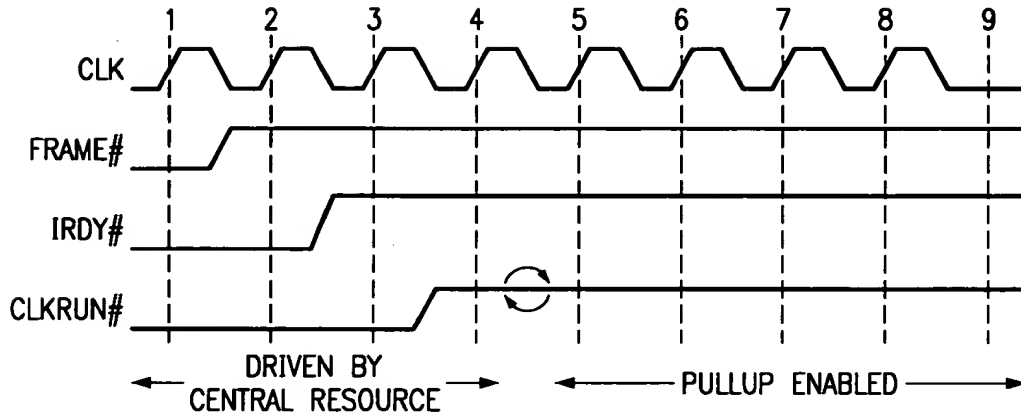 1 2 3 4 5 6 7 8 9
CLK
FRAME#
IRDY#
CLKRUN#
DRIVEN BY
CENTRAL RESOURCE
PULLUP ENABLED